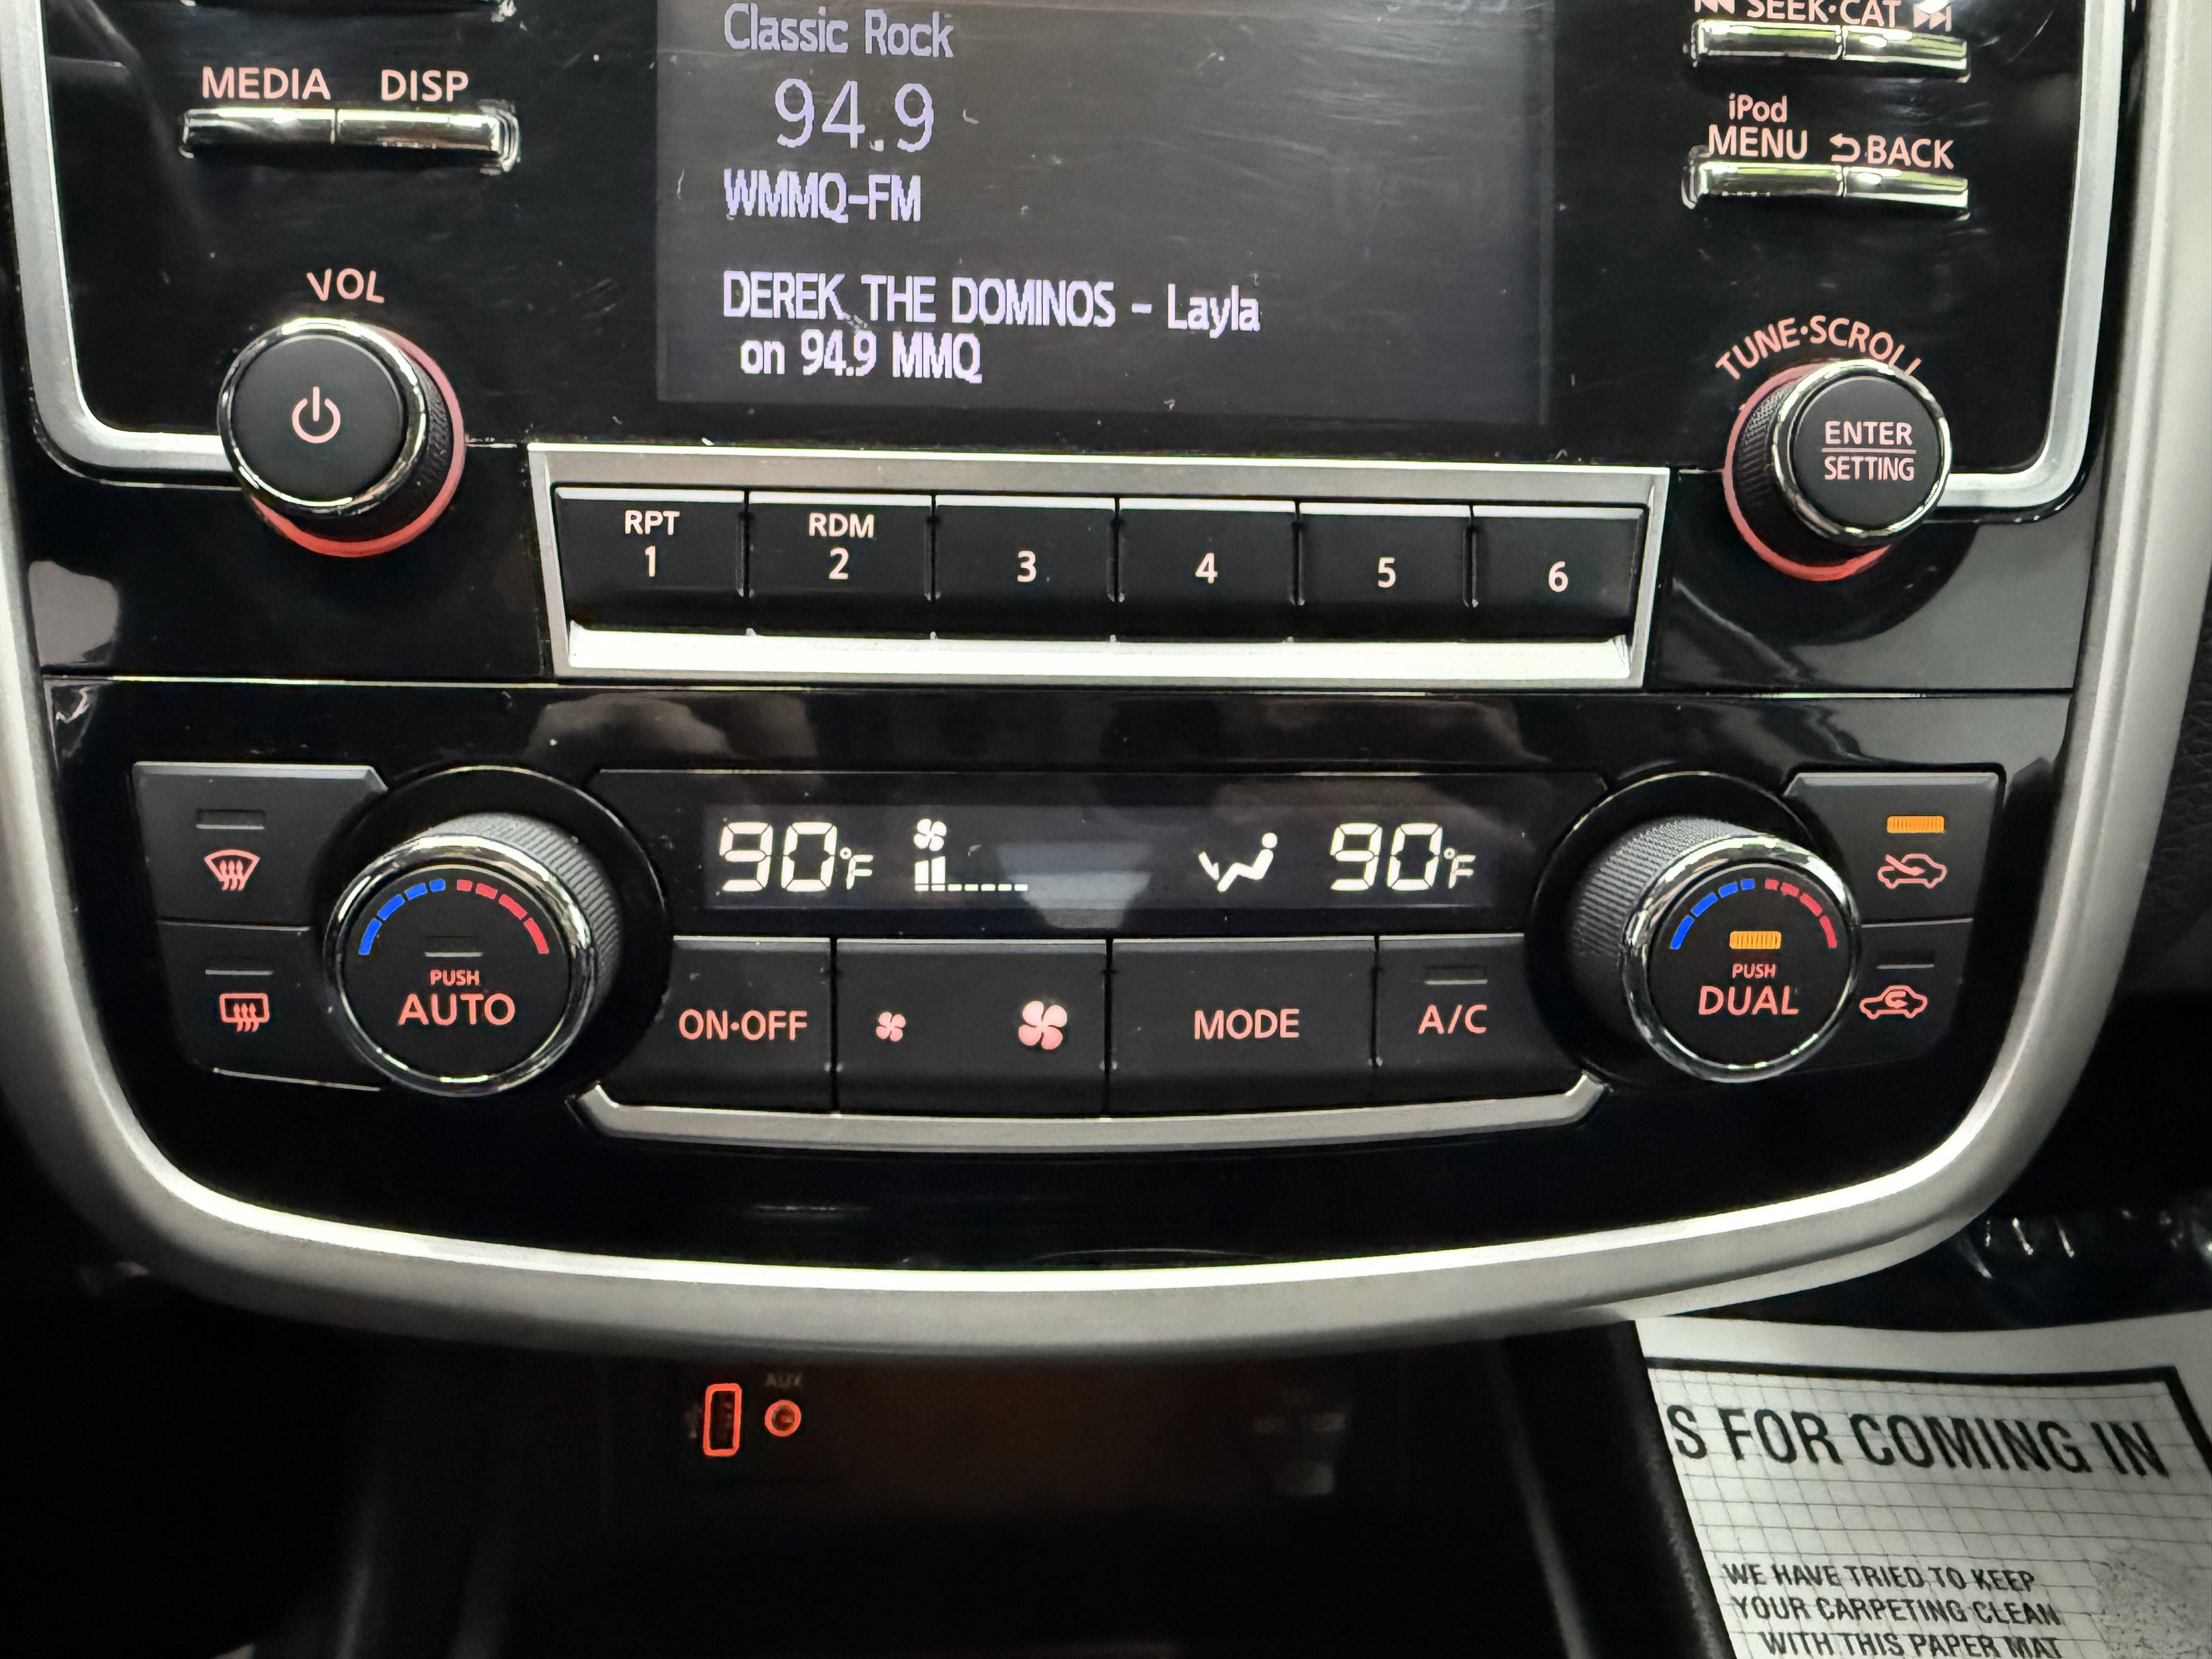 SEEK·CAT
MEDIA DISP
Classic Rock
94.9
WMMQ-FM
DEREK THE DOMINOS - Layla
on 94.9 MMQ
iPod
MENU BACK
VOL
TUNE·SCROLL
ENTER
SETTING
RPT
1
RDM
2
3
4
5
6
90°F
90°F
PUSH
AUTO
ON·OFF
MODE
A/C
PUSH
DUAL
AUX
S FOR COMING IN
WE HAVE TRIED TO KEEP
YOUR CARPETING CLEAN
WITH THIS PAPER MAT